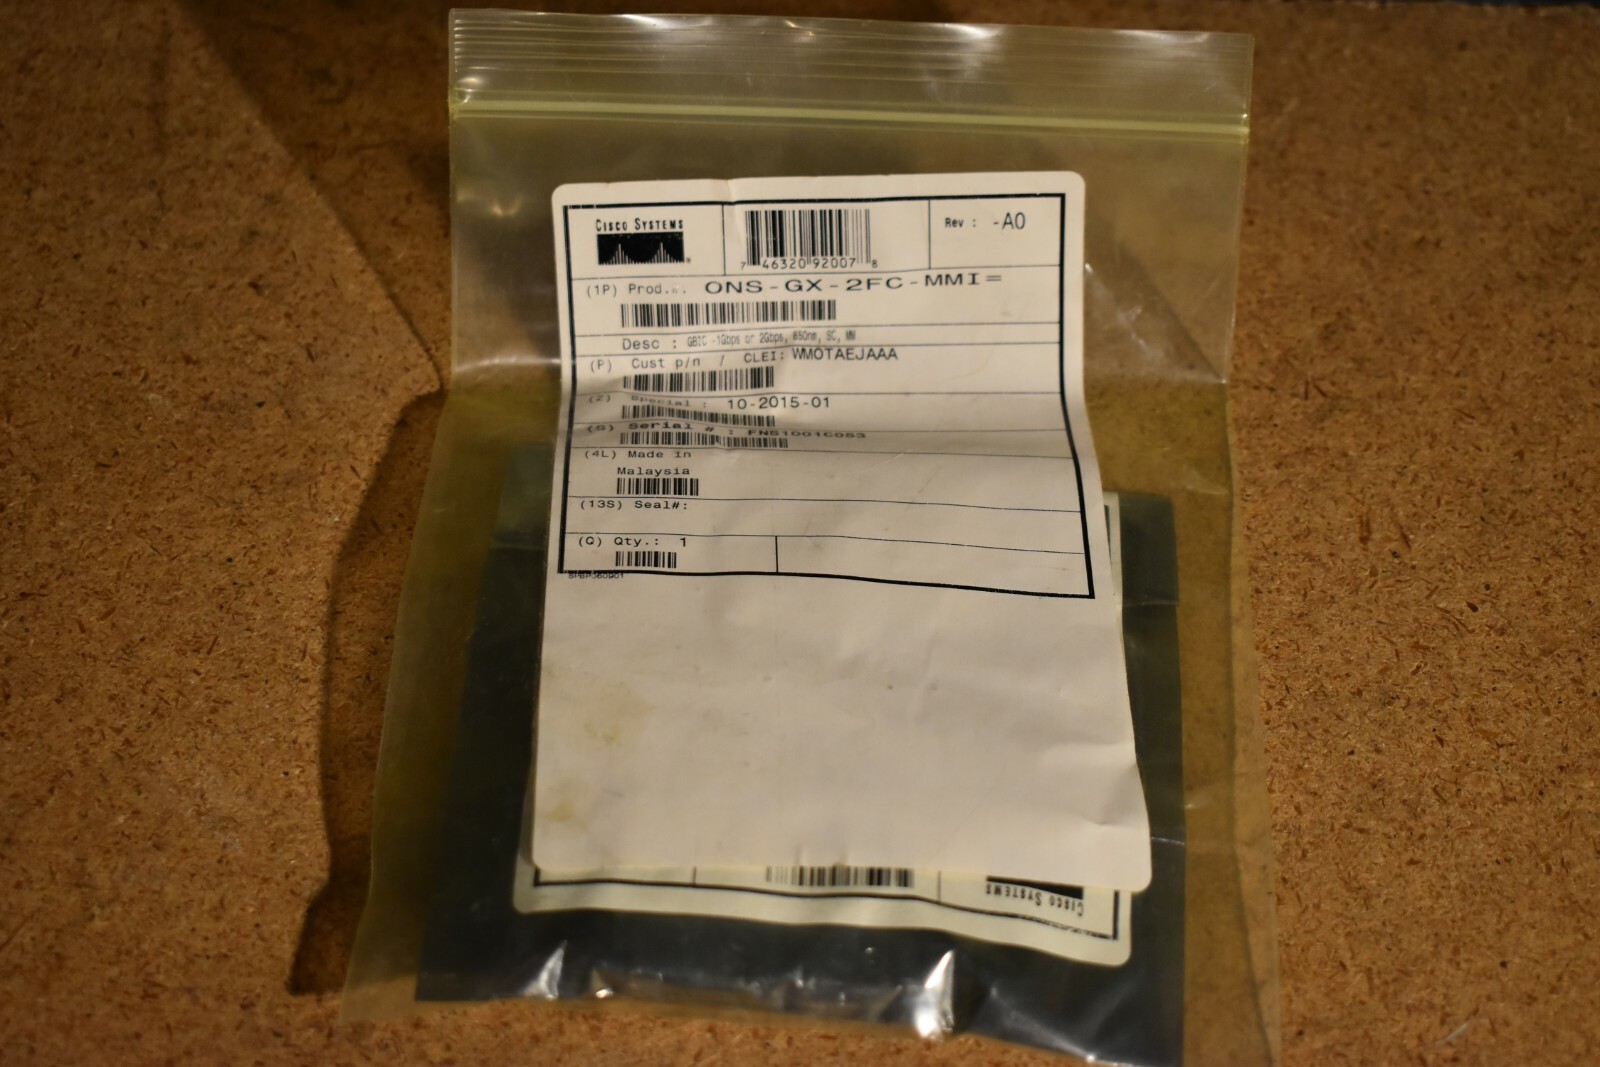 CISCO SYSTEMS
7 46320 92007 8
Rev : -A0
(1P) Prod.#. ONS-GX-2FC-MMI=
Desc : GBIC -1Gbps or 2Gbps, 850nm, SC, MM
(P) Cust p/n / CLEI: WMOTAEJAAA
(Z) Special : 10-2015-01
(S) Serial # :
(4L) Made in
Malaysia
(13S) Seal#:
(Q) Qty.: 1
CISCO SYSTEMS